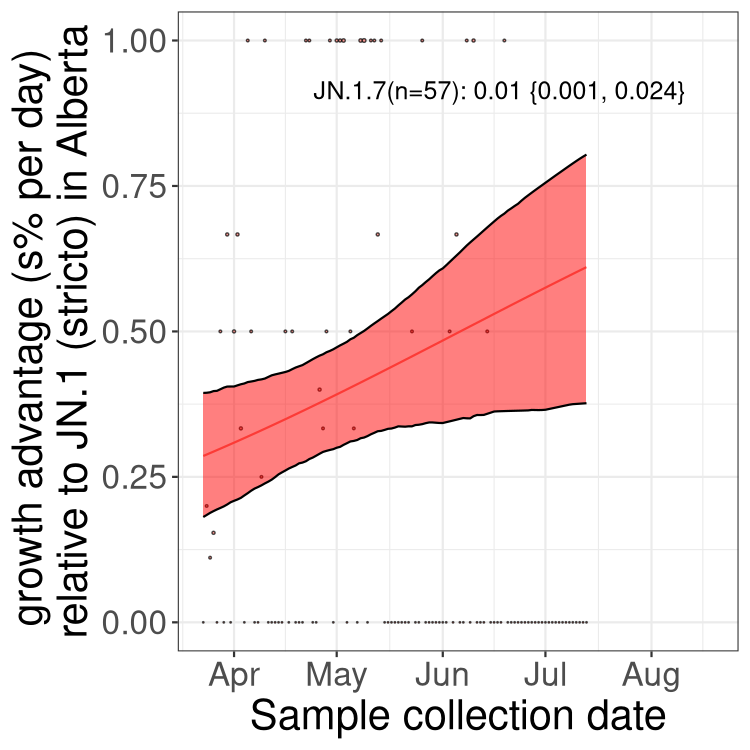 growth advantage (s% per day)
relative to JN.1 (stricto) in Alberta
1.00
0.75
0.50
0.25
0.00
JN.1.7(n=57): 0.01 {0.001, 0.024}
Apr May Jun Jul Aug
Sample collection date